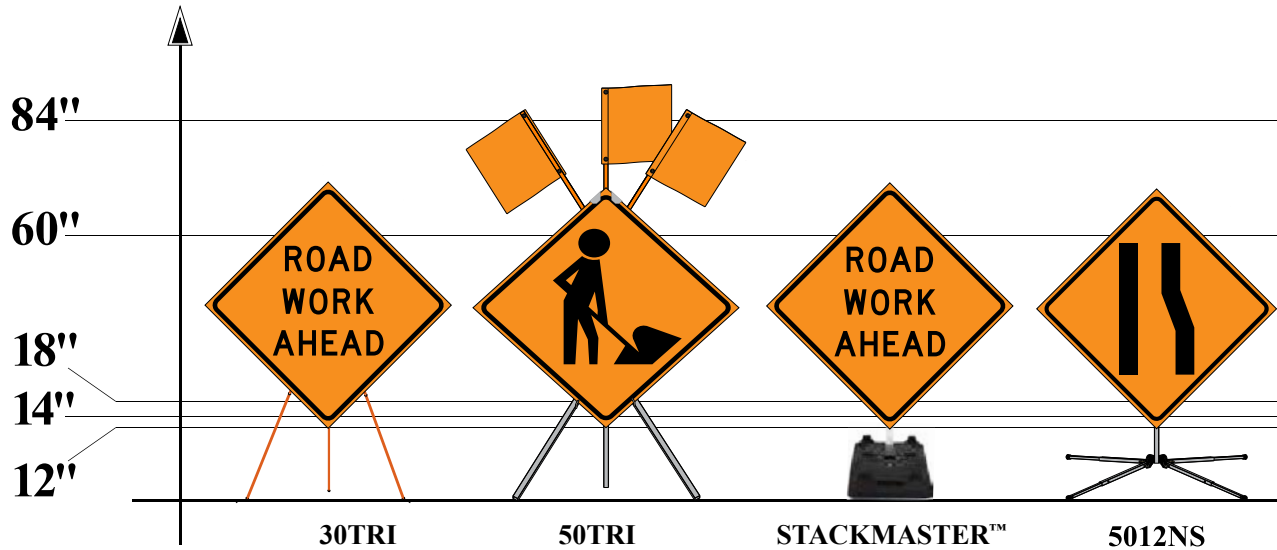 84"
60"
18"
14"
12"
ROAD
WORK
AHEAD
ROAD
WORK
AHEAD
30TRI
50TRI
STACKMASTER™
5012NS